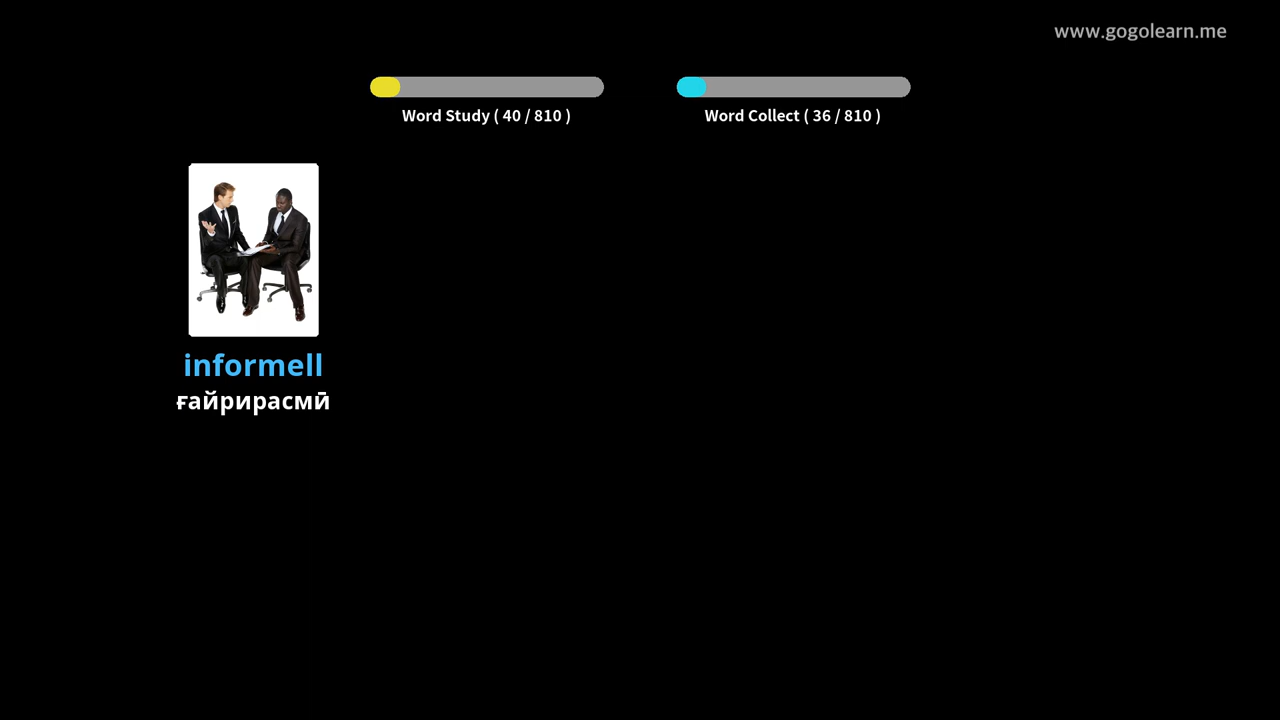 www.gogolearn.me
Word Study ( 40 / 810 )
Word Collect ( 36 / 810 )
informell
ғайрирасмӣ